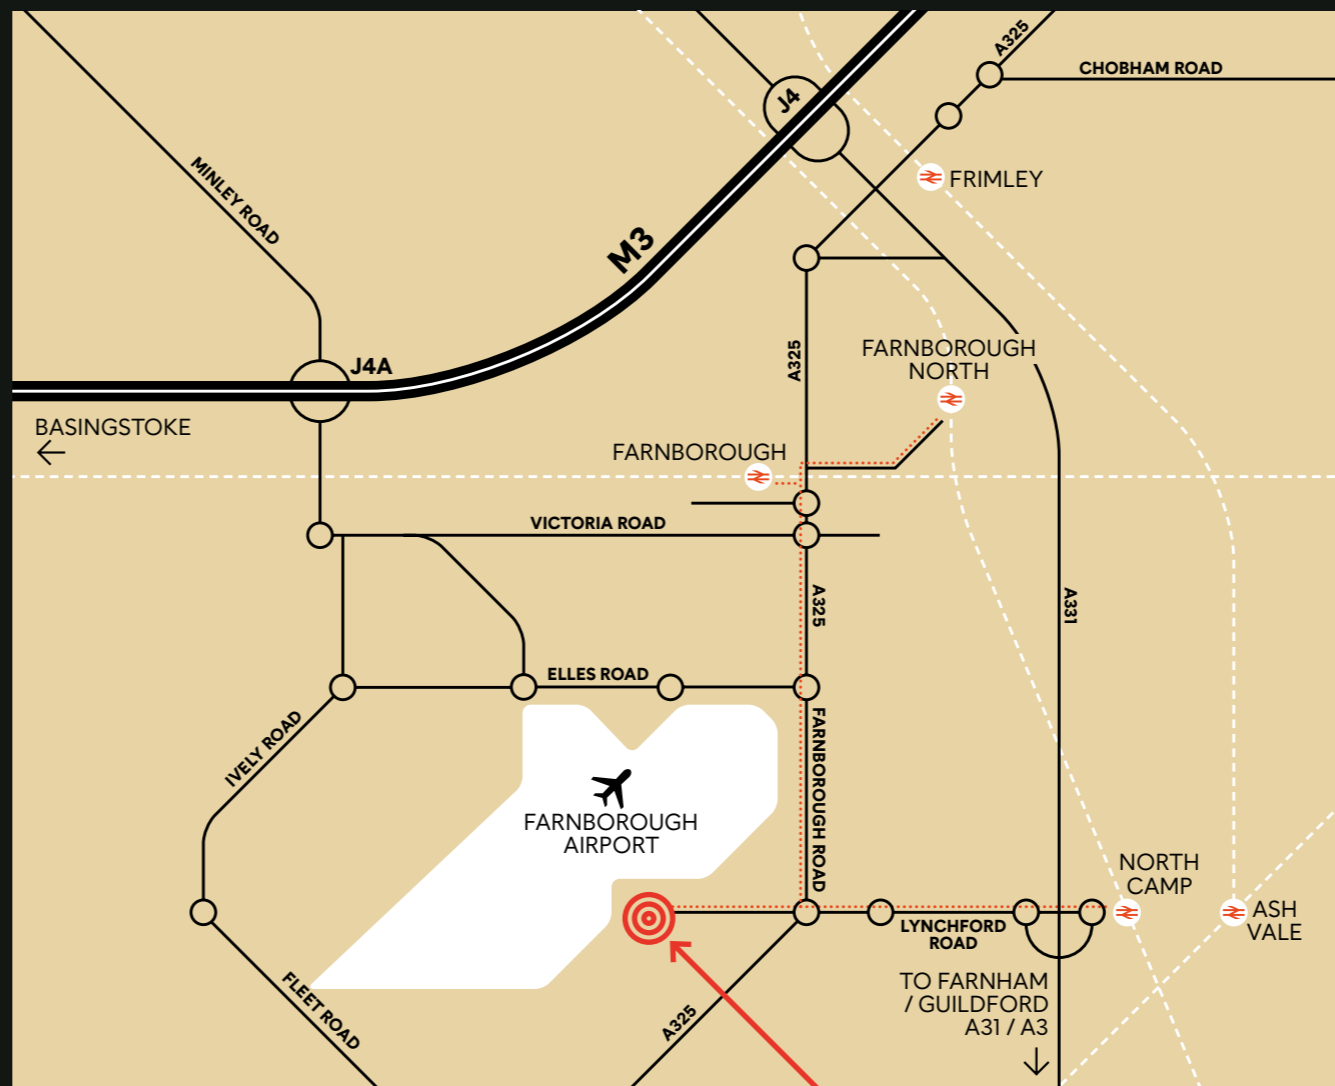 A325
CHOBHAM ROAD
J4
FRIMLEY
MINLEY ROAD
M3
J4A
A325
FARNBOROUGH
NORTH
BASINGSTOKE
FARNBOROUGH
VICTORIA ROAD
A325
A331
ELLES ROAD
IVELY ROAD
FARNBOROUGH ROAD
FARNBOROUGH
AIRPORT
NORTH
CAMP
ASH
VALE
LYNCHFORD
ROAD
FLEET ROAD
A325
TO FARNHAM
/ GUILDFORD
A31 / A3